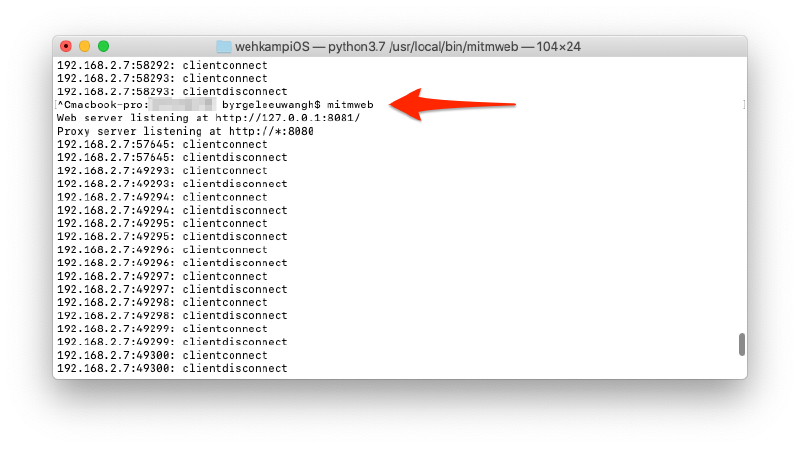 wehkampiOS — python3.7 /usr/local/bin/mitmweb — 104×24
192.168.2.7:58292: clientconnect
192.168.2.7:58293: clientconnect
192.168.2.7:58293: clientdisconnect
[^Cmacbook-pro: byrgeleeuwangh$ mitmweb ]
Web server listening at http://127.0.0.1:8081/
Proxy server listening at http://*:8080
192.168.2.7:57645: clientconnect
192.168.2.7:57645: clientdisconnect
192.168.2.7:49293: clientconnect
192.168.2.7:49293: clientdisconnect
192.168.2.7:49294: clientconnect
192.168.2.7:49294: clientdisconnect
192.168.2.7:49295: clientconnect
192.168.2.7:49295: clientdisconnect
192.168.2.7:49296: clientconnect
192.168.2.7:49296: clientdisconnect
192.168.2.7:49297: clientconnect
192.168.2.7:49297: clientdisconnect
192.168.2.7:49298: clientconnect
192.168.2.7:49298: clientdisconnect
192.168.2.7:49299: clientconnect
192.168.2.7:49299: clientdisconnect
192.168.2.7:49300: clientconnect
192.168.2.7:49300: clientdisconnect